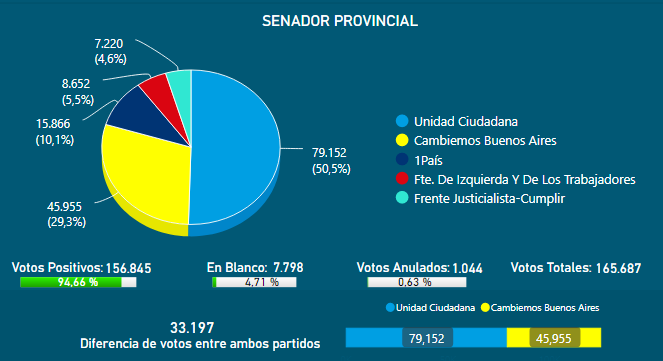 SENADOR PROVINCIAL
7.220
(4,6%)
8.652
(5,5%)
15.866
(10,1%)
79.152
(50,5%)
45.955
(29,3%)
Unidad Ciudadana
Cambiemos Buenos Aires
1País
Fte. De Izquierda Y De Los Trabajadores
Frente Justicialista-Cumplir
Votos Positivos: 156.845
94,66 %
En Blanco: 7.798
4,71 %
Votos Anulados: 1.044
0,63 %
Votos Totales: 165.687
Unidad Ciudadana
Cambiemos Buenos Aires
33.197
Diferencia de votos entre ambos partidos
79,152
45,955